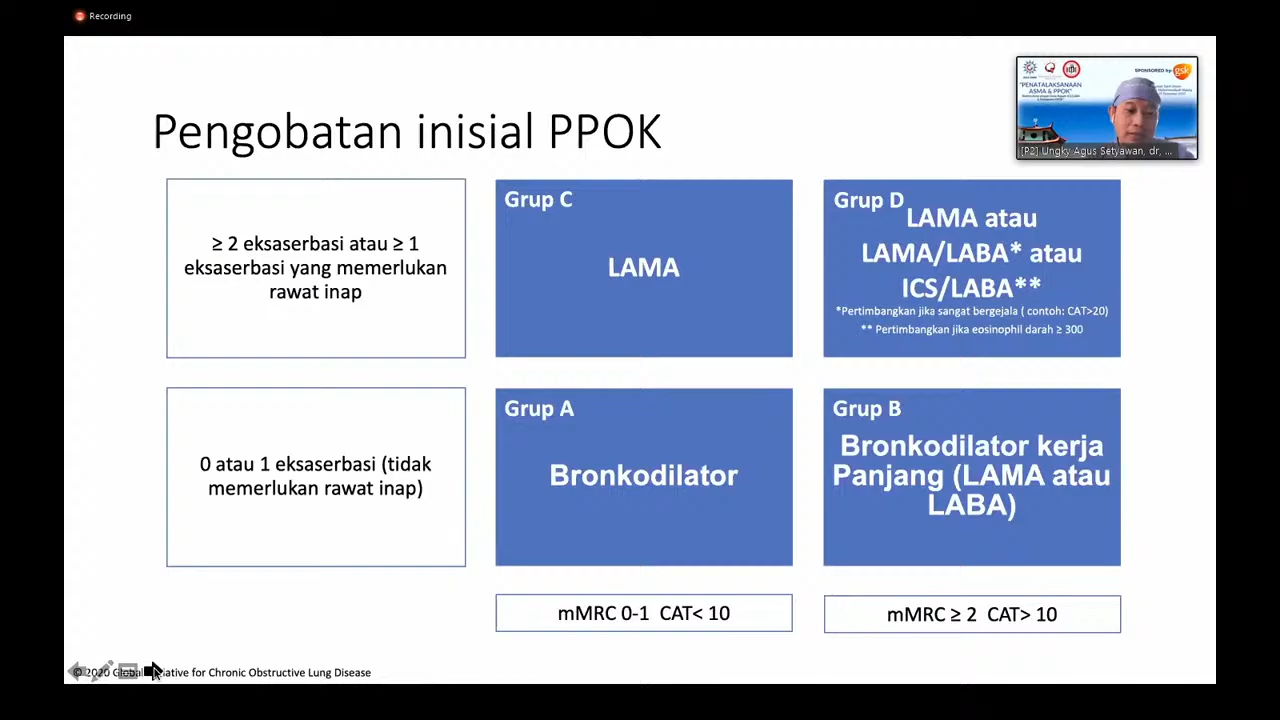 Recording
SPONSORED by gsk
"PENATALAKSANAAN
ASMA & PPOK"
[P2] Ungky Agus Setyawan, dr, ...
Pengobatan inisial PPOK
≥ 2 eksaserbasi atau ≥ 1
eksaserbasi yang memerlukan
rawat inap
Grup C
LAMA
Grup D
LAMA atau
LAMA/LABA* atau
ICS/LABA**
*Pertimbangkan jika sangat bergejala ( contoh: CAT>20)
** Pertimbangkan jika eosinophil darah ≥ 300
0 atau 1 eksaserbasi (tidak
memerlukan rawat inap)
Grup A
Bronkodilator
Grup B
Bronkodilator kerja
Panjang (LAMA atau
LABA)
mMRC 0-1 CAT< 10
mMRC ≥ 2 CAT> 10
© 2020 Global Initiative for Chronic Obstructive Lung Disease